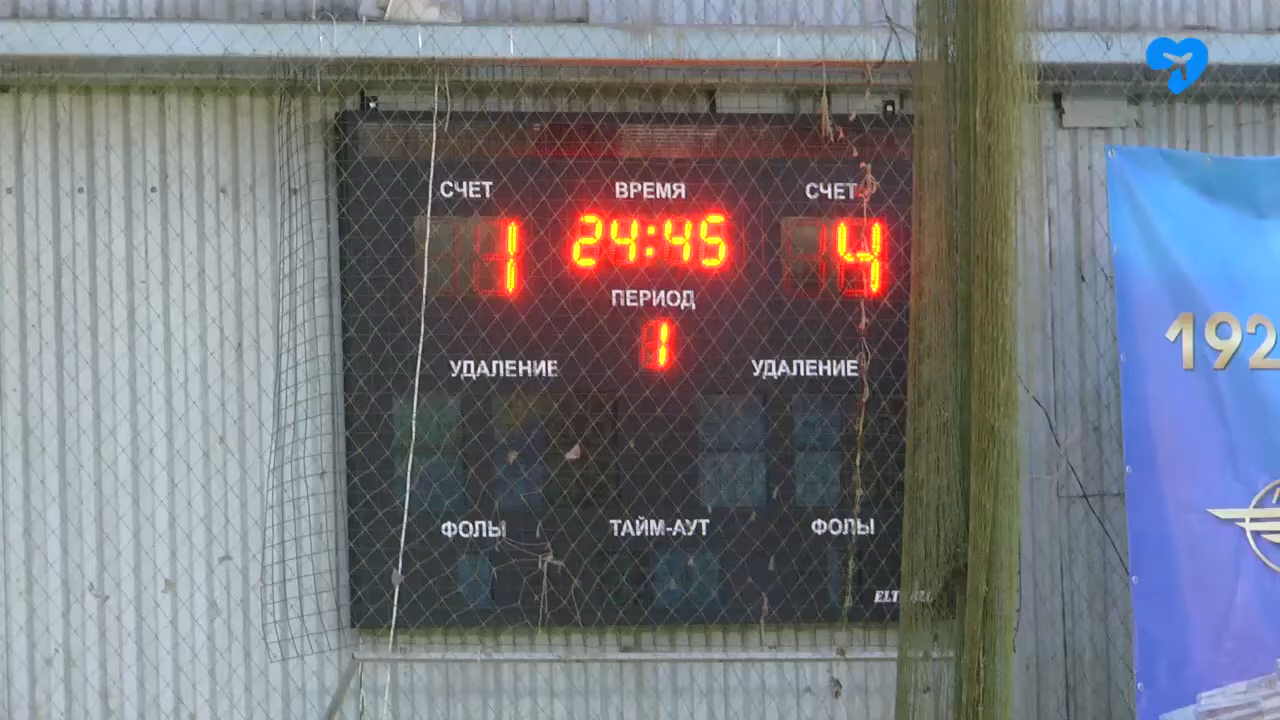 СЧЕТ ВРЕМЯ СЧЕТ
1 24:45 4
ПЕРИОД
1
УДАЛЕНИЕ УДАЛЕНИЕ
ФОЛЫ ТАЙМ-АУТ ФОЛЫ
192